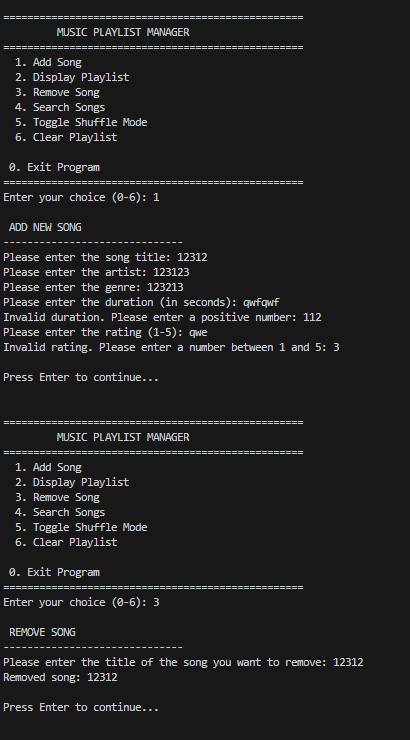 ==================================================
MUSIC PLAYLIST MANAGER
==================================================
1. Add Song
2. Display Playlist
3. Remove Song
4. Search Songs
5. Toggle Shuffle Mode
6. Clear Playlist
0. Exit Program
==================================================
Enter your choice (0-6): 1
ADD NEW SONG
------------------------------
Please enter the song title: 12312
Please enter the artist: 123123
Please enter the genre: 123213
Please enter the duration (in seconds): qwfqwf
Invalid duration. Please enter a positive number: 112
Please enter the rating (1-5): qwe
Invalid rating. Please enter a number between 1 and 5: 3
Press Enter to continue...
==================================================
MUSIC PLAYLIST MANAGER
==================================================
1. Add Song
2. Display Playlist
3. Remove Song
4. Search Songs
5. Toggle Shuffle Mode
6. Clear Playlist
0. Exit Program
==================================================
Enter your choice (0-6): 3
REMOVE SONG
------------------------------
Please enter the title of the song you want to remove: 12312
Removed song: 12312
Press Enter to continue...